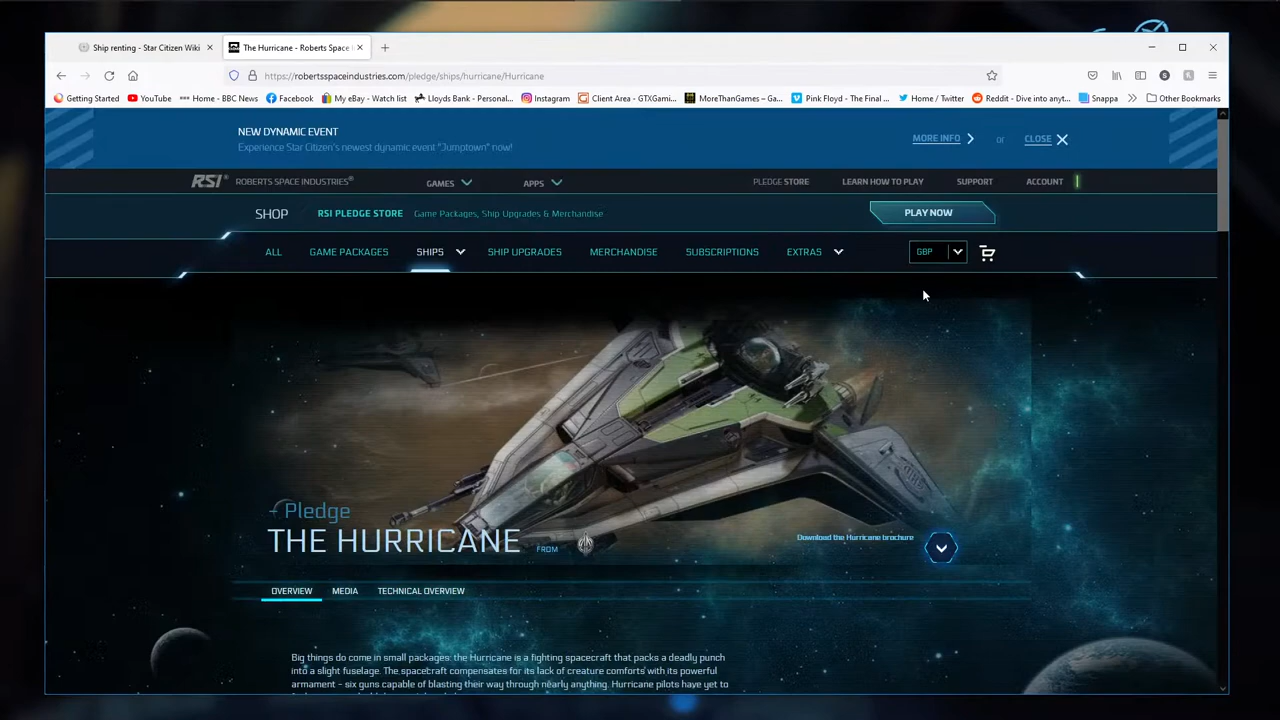 Ship renting - Star Citizen Wiki
The Hurricane - Roberts Space I
https://robertsspaceindustries.com/pledge/ships/hurricane/Hurricane
Getting Started YouTube Home - BBC News Facebook My eBay - Watch list Lloyds Bank - Personal... Instagram Client Area - GTXGami... MoreThanGames – Ga... Pink Floyd - The Final ... Home / Twitter Reddit - Dive into anyt... Snappa Other Bookmarks
NEW DYNAMIC EVENT
Experience Star Citizen's newest dynamic event "Jumptown" now!
MORE INFO or CLOSE
RSI ROBERTS SPACE INDUSTRIES® GAMES APPS PLEDGE STORE LEARN HOW TO PLAY SUPPORT ACCOUNT
SHOP RSI PLEDGE STORE Game Packages, Ship Upgrades & Merchandise PLAY NOW
ALL GAME PACKAGES SHIPS SHIP UPGRADES MERCHANDISE SUBSCRIPTIONS EXTRAS GBP
Pledge
THE HURRICANE FROM
Download the Hurricane brochure
OVERVIEW MEDIA TECHNICAL OVERVIEW
Big things do come in small packages: the Hurricane is a fighting spacecraft that packs a deadly punch
into a slight fuselage. The spacecraft compensates for its lack of creature comforts with its powerful
armament – six guns capable of blasting their way through nearly anything. Hurricane pilots have yet to